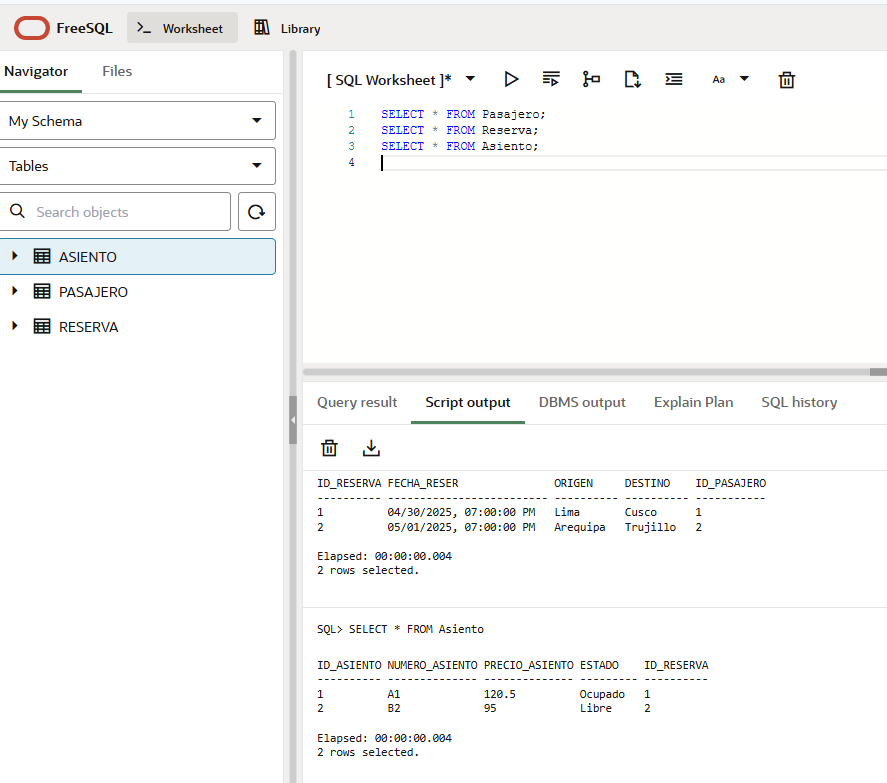 FreeSQL >_ Worksheet Library
Navigator Files
My Schema
Tables
Search objects
ASIENTO
PASAJERO
RESERVA
[ SQL Worksheet ]* Aa
1 SELECT * FROM Pasajero;
2 SELECT * FROM Reserva;
3 SELECT * FROM Asiento;
4
Query result Script output DBMS output Explain Plan SQL history
ID_RESERVA FECHA_RESER ORIGEN DESTINO ID_PASAJERO
---------- ------------------------- ---------- ---------- -----------
1 04/30/2025, 07:00:00 PM Lima Cusco 1
2 05/01/2025, 07:00:00 PM Arequipa Trujillo 2
Elapsed: 00:00:00.004
2 rows selected.
SQL> SELECT * FROM Asiento
ID_ASIENTO NUMERO_ASIENTO PRECIO_ASIENTO ESTADO ID_RESERVA
---------- -------------- -------------- --------- ----------
1 A1 120.5 Ocupado 1
2 B2 95 Libre 2
Elapsed: 00:00:00.004
2 rows selected.